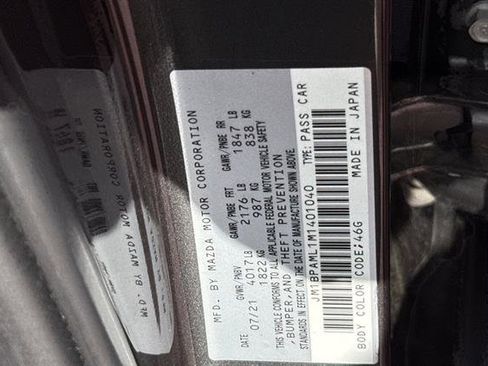 MFD. BY MAZDA MOTOR CORPORATION
GVWR/PNBV GAWR/PNBE FRT GAWR/PNBE RR
DATE 07/21 4017 LB 2176 LB 1847 LB
1822 KG 987 KG 838 KG
THIS VEHICLE CONFORMS TO ALL APPLICABLE FEDERAL MOTOR VEHICLE SAFETY
,BUMPER,AND THEFT PREVENTION
STANDARDS IN EFFECT ON THE DATE OF MANUFACTURE SHOWN ABOVE.
JM1BPAML1M1401040 TYPE: PASS CAR
BODY COLOR CODE:46G MADE IN JAPAN